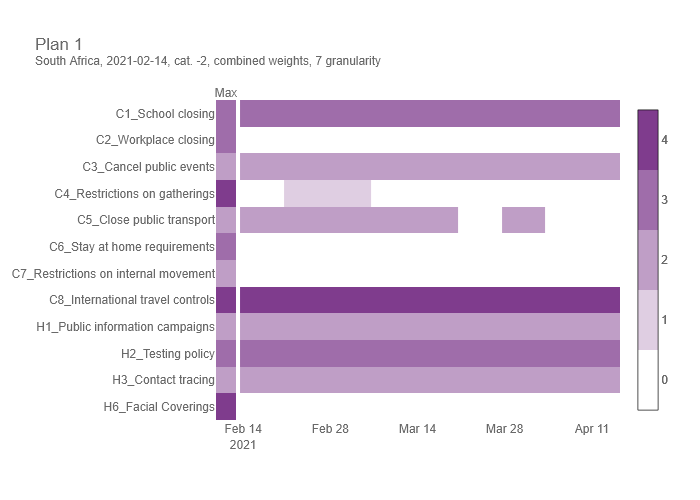 Plan 1
South Africa, 2021-02-14, cat. -2, combined weights, 7 granularity
Max
C1_School closing
C2_Workplace closing
C3_Cancel public events
C4_Restrictions on gatherings
C5_Close public transport
C6_Stay at home requirements
C7_Restrictions on internal movement
C8_International travel controls
H1_Public information campaigns
H2_Testing policy
H3_Contact tracing
H6_Facial Coverings
Feb 14
2021
Feb 28
Mar 14
Mar 28
Apr 11
4
3
2
1
0